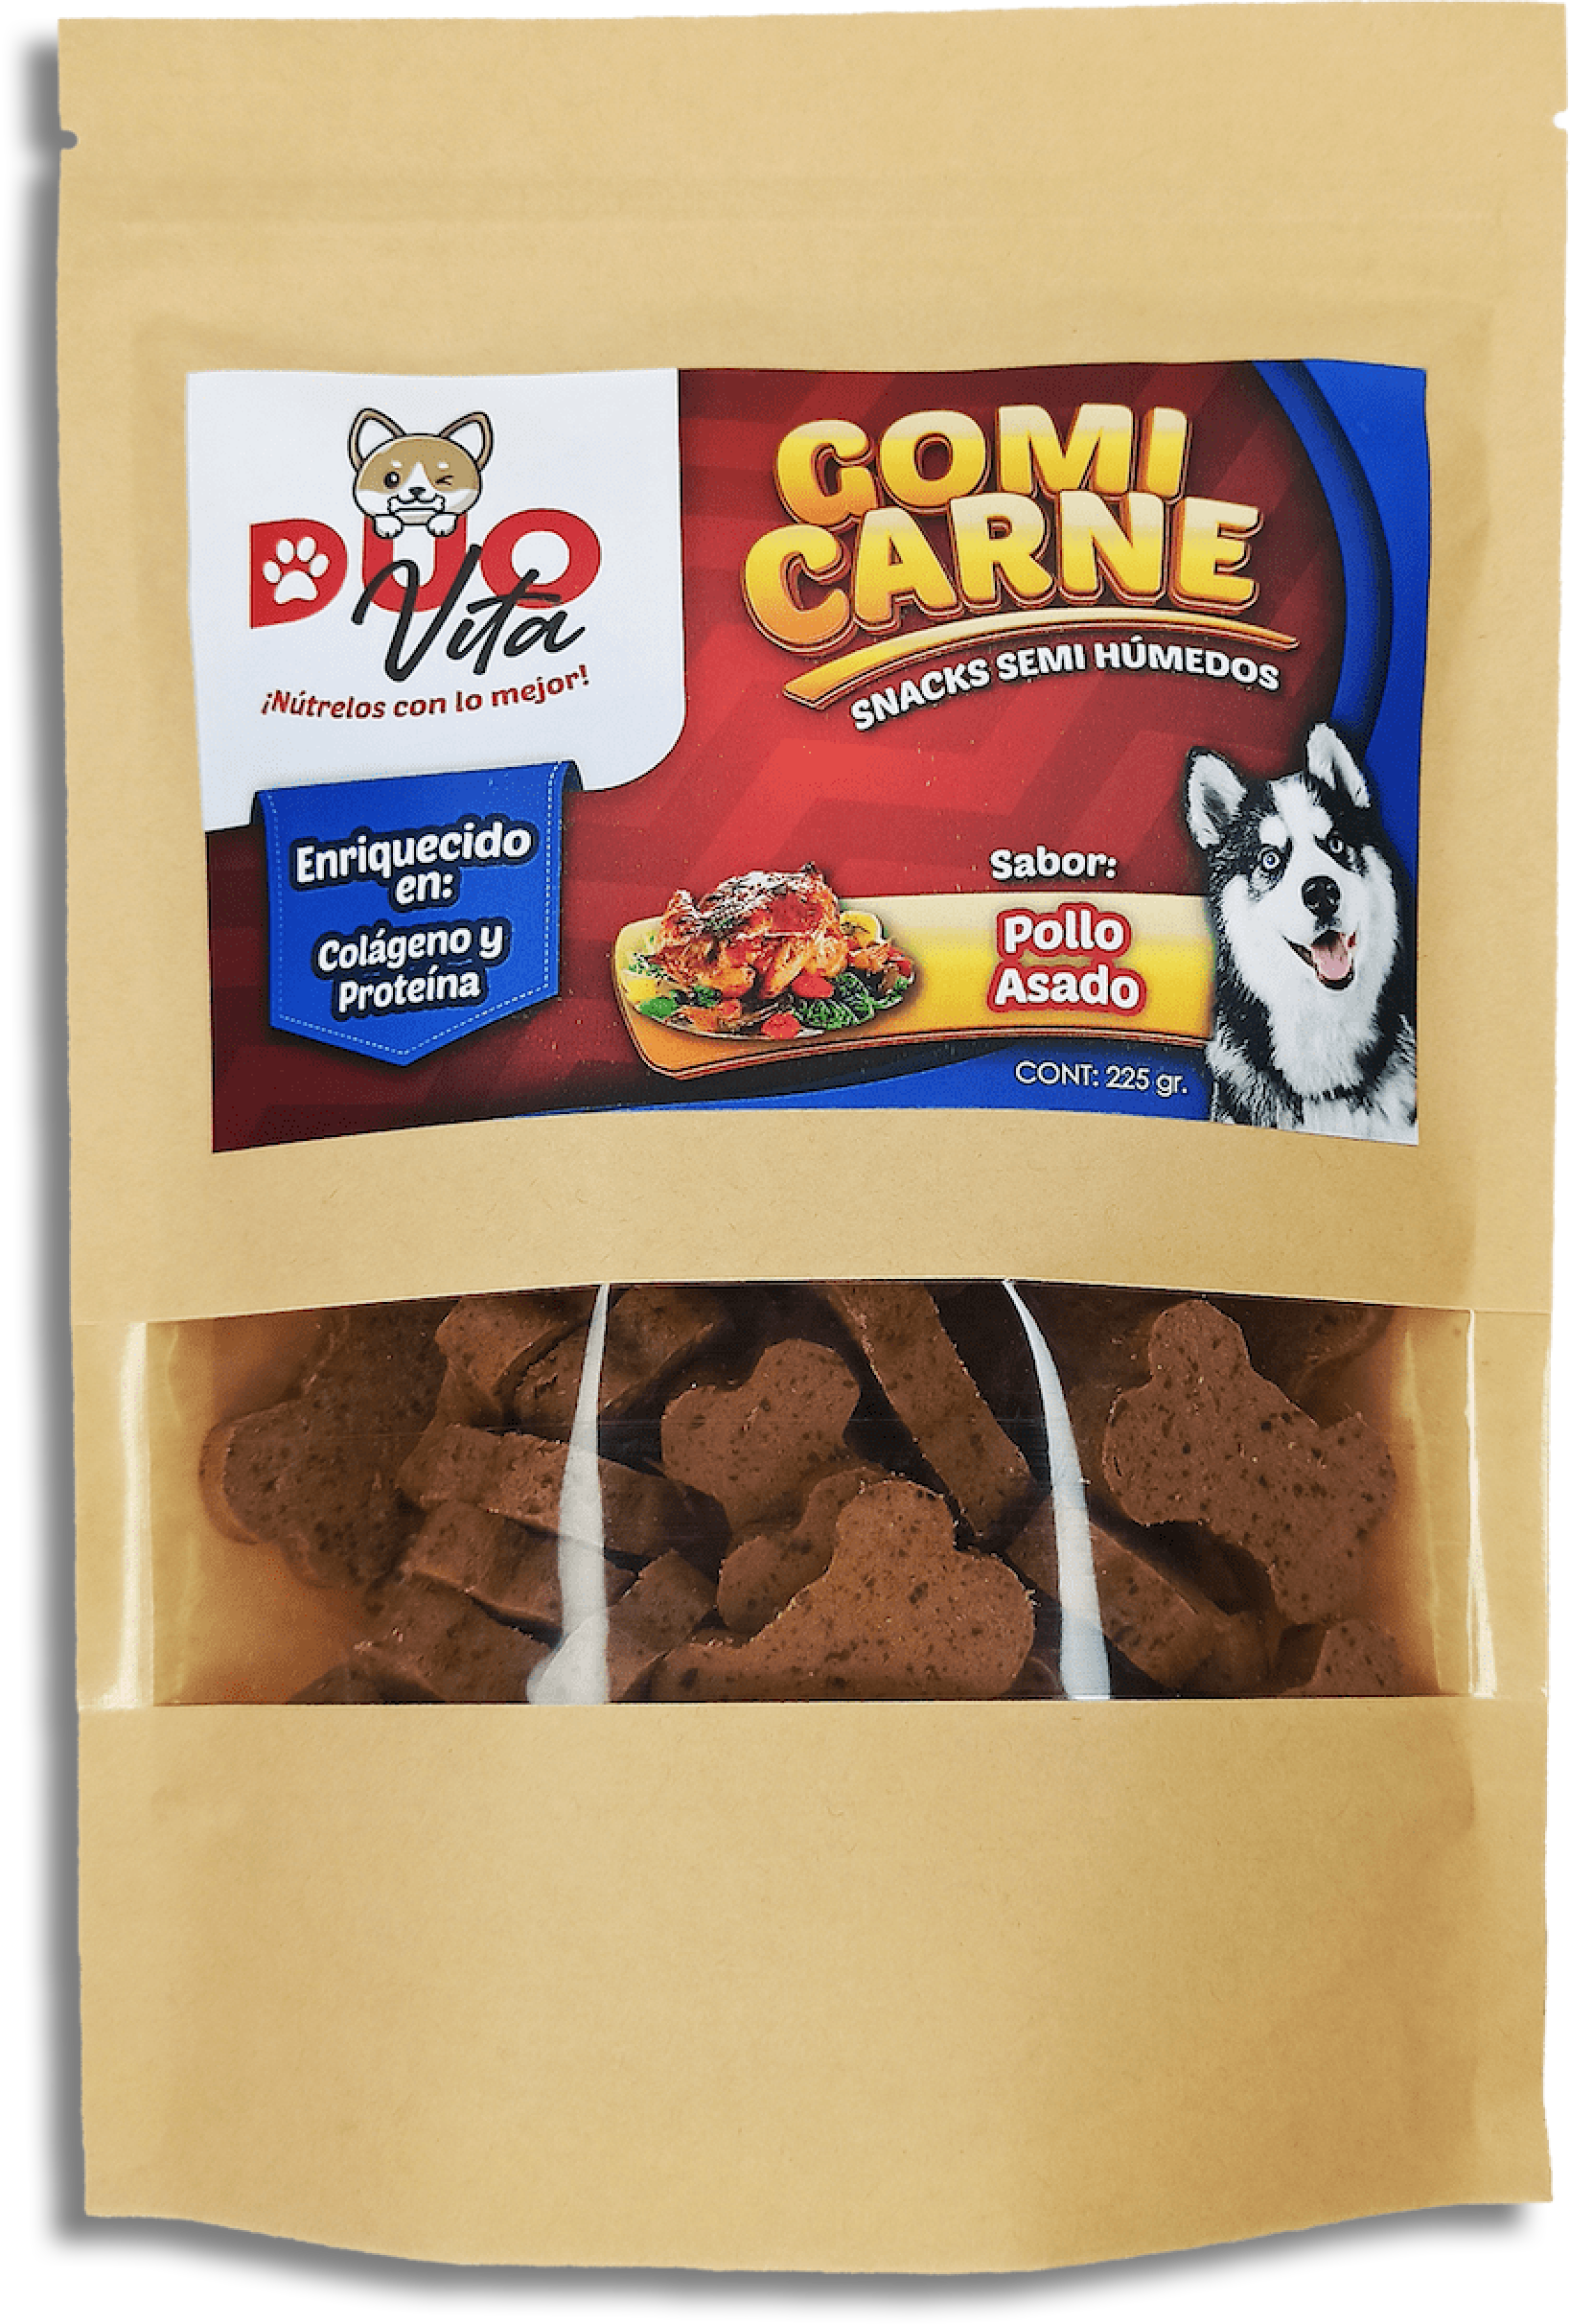 DUO
Vita
¡Nútrelos con lo mejor!
GOMI
CARNE
SNACKS SEMI HÚMEDOS
Enriquecido
en:
Colágeno y
Proteína
Sabor:
Pollo
Asado
CONT: 225 gr.